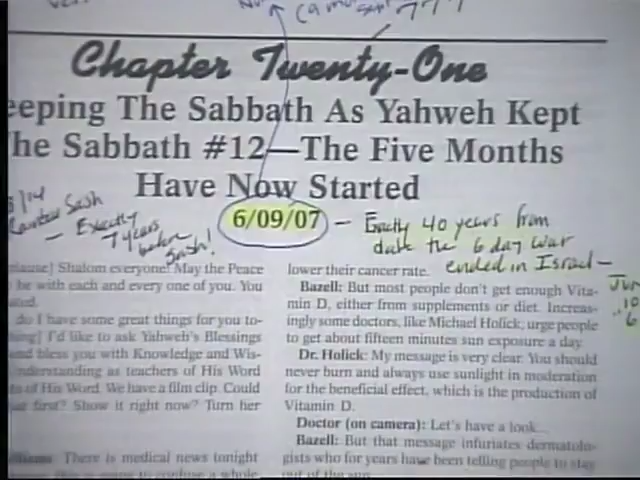 Chapter Twenty-One
eeping The Sabbath As Yahweh Kept
he Sabbath #12—The Five Months
Have Now Started
6/09/07
— Exactly 40 years from
date the 6 day war
ended in Israel —
Sash
— Exactly
7 years
before
Sash!
Shalom everyone! May the Peace
be with each and every one of you. You
do I have some great things for you to-
I'd like to ask Yahweh's Blessings
and bless you with Knowledge and Wis-
nderstanding as teachers of His Word
of His Word. We have a film clip. Could
first? Show it right now? Turn her
There is medical news tonight
lower their cancer rate.
Bazell: But most people don't get enough Vita-
min D, either from supplements or diet. Increas-
ingly some doctors, like Michael Holick, urge people
to get about fifteen minutes sun exposure a day.
Dr. Holick: My message is very clear. You should
never burn and always use sunlight in moderation
for the beneficial effect, which is the production of
Vitamin D.
Doctor (on camera): Let's have a look...
Bazell: But that message infuriates dermatolo-
gists who for years have been telling people to stay
out of the sun.